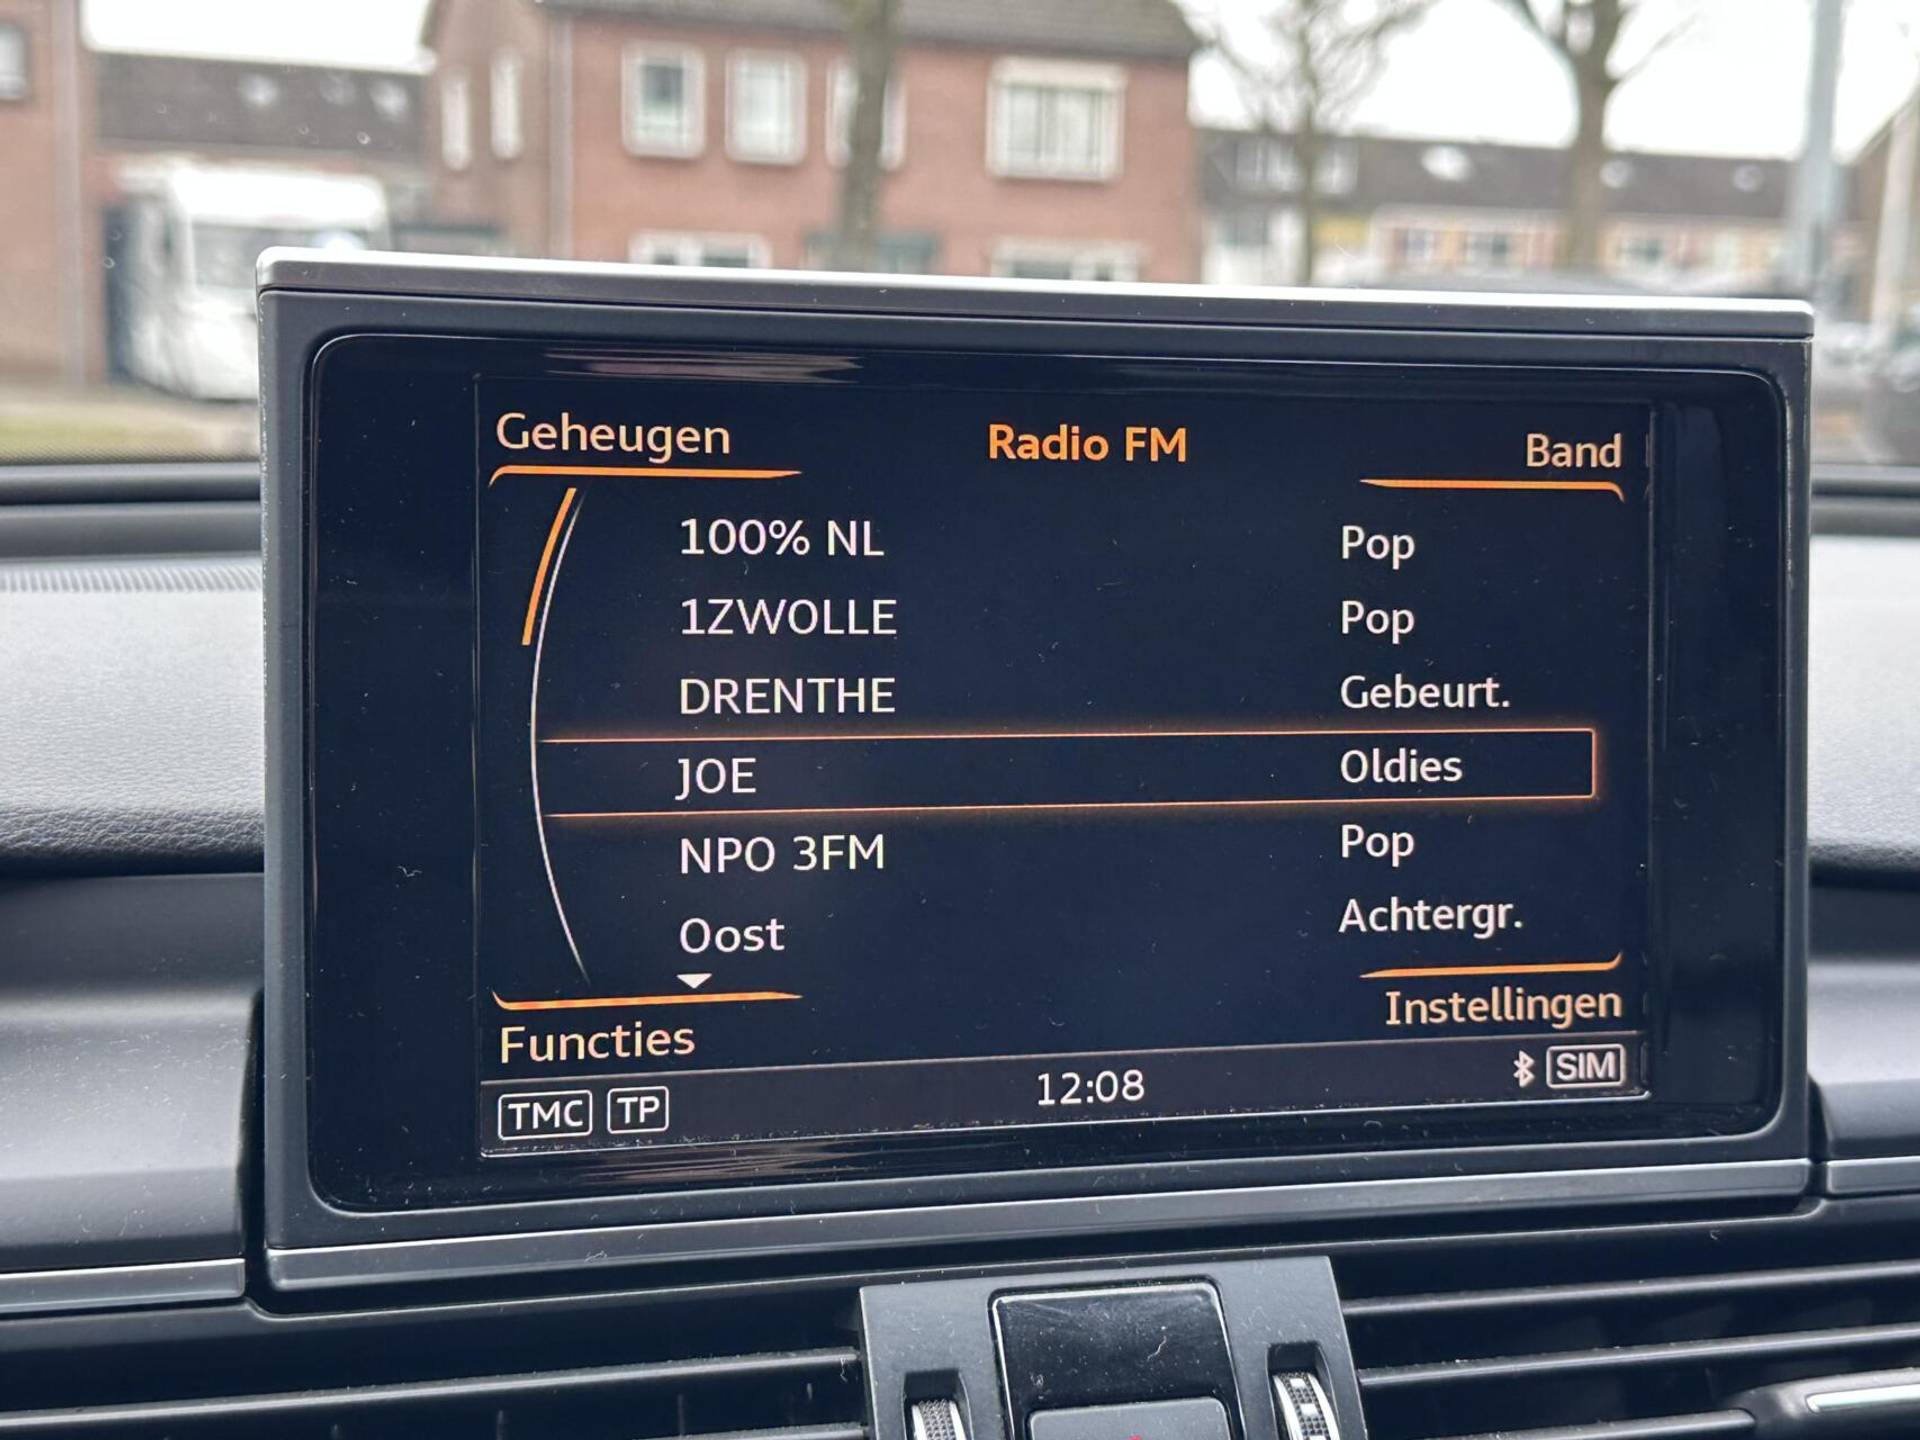 Geheugen Radio FM Band
100% NL Pop
1ZWOLLE Pop
DRENTHE Gebeurt.
JOE Oldies
NPO 3FM Pop
Oost Achtergr.
Functies Instellingen
TMC TP 12:08 SIM